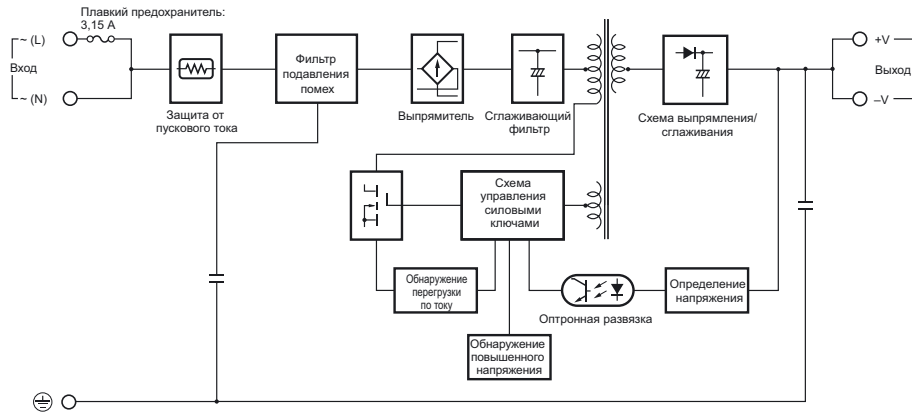 Плавкий предохранитель:
3,15 А
~ (L)
Вход
~ (N)
Защита от
пускового тока
Фильтр
подавления
помех
Выпрямитель
Сглаживающий
фильтр
Схема выпрямления/
сглаживания
+V
Выход
–V
Схема
управления
силовыми
ключами
Обнаружение
перегрузки
по току
Обнаружение
повышенного
напряжения
Оптронная развязка
Определение
напряжения